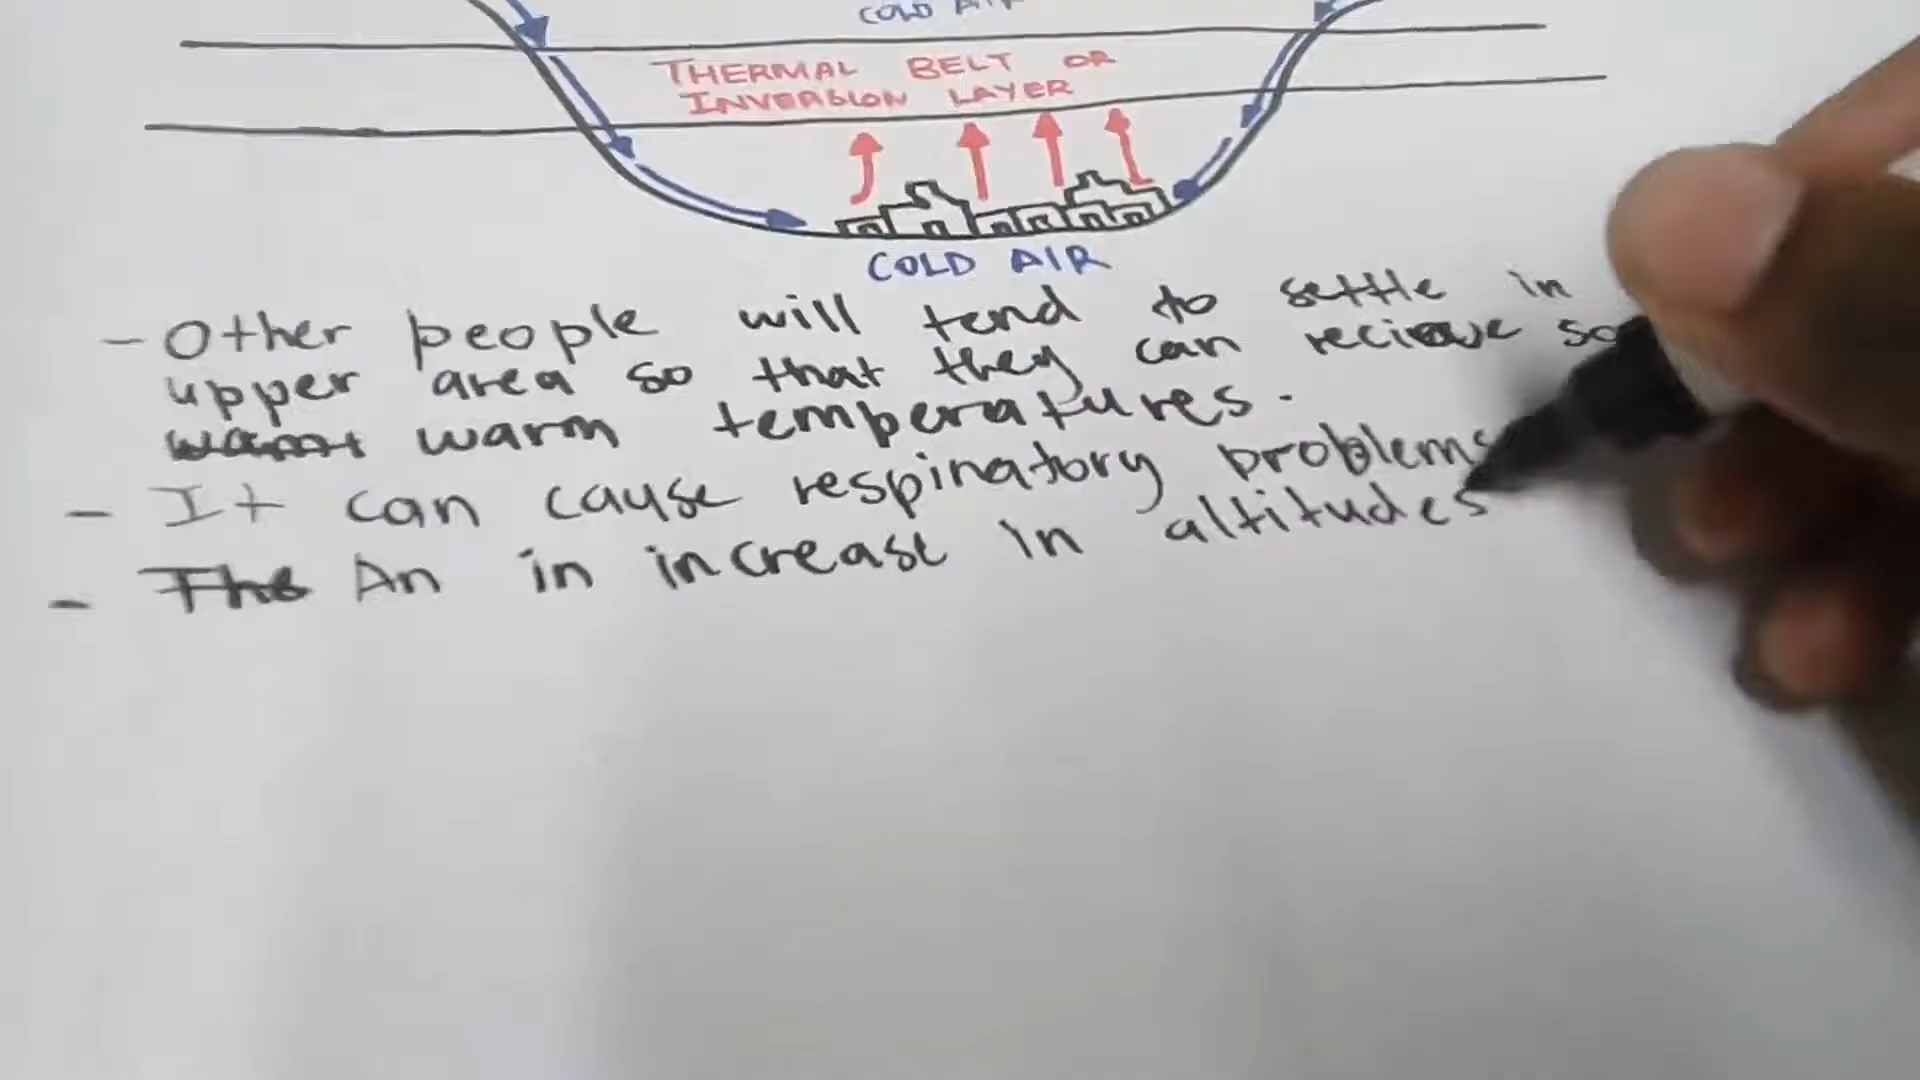 COLD AIR
THERMAL BELT OR
INVERSION LAYER
COLD AIR
- Other people will tend to settle in
upper area so that they can recieve
warm temperatures.
- It can cause respiratory problems
- The An in increase in altitudes